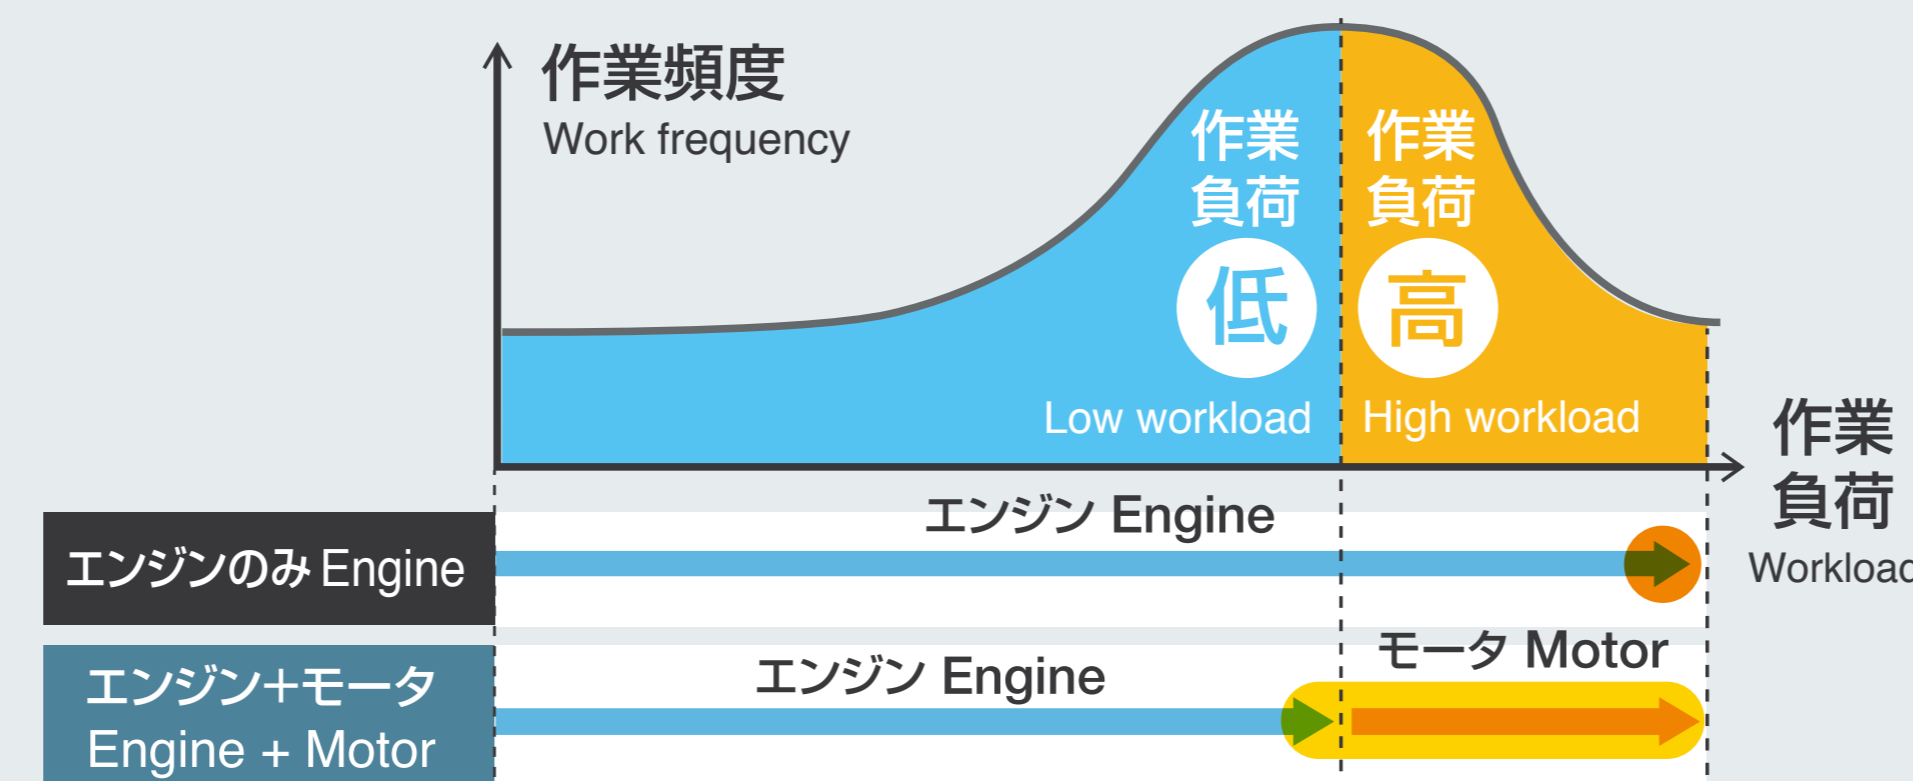 作業頻度
Work frequency
作業
負荷
低
Low workload
作業
負荷
高
High workload
作業
負荷
Workload
エンジン Engine
エンジンのみ Engine
モータ Motor
エンジン Engine
エンジン+モータ
Engine + Motor